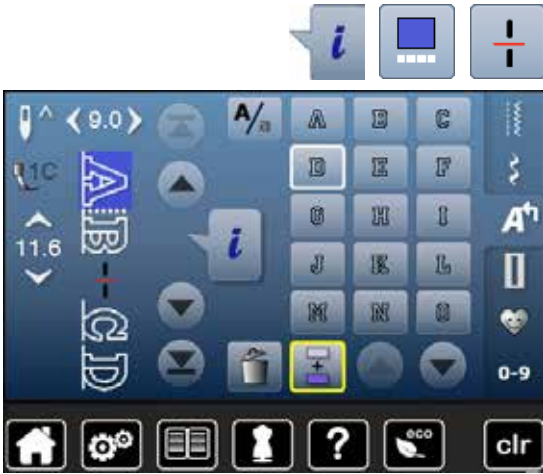 i
9.0 A/a A B C
1C D E F
A B C D
11.6 i G H I
J K L
M N O
0-9
? eco clr